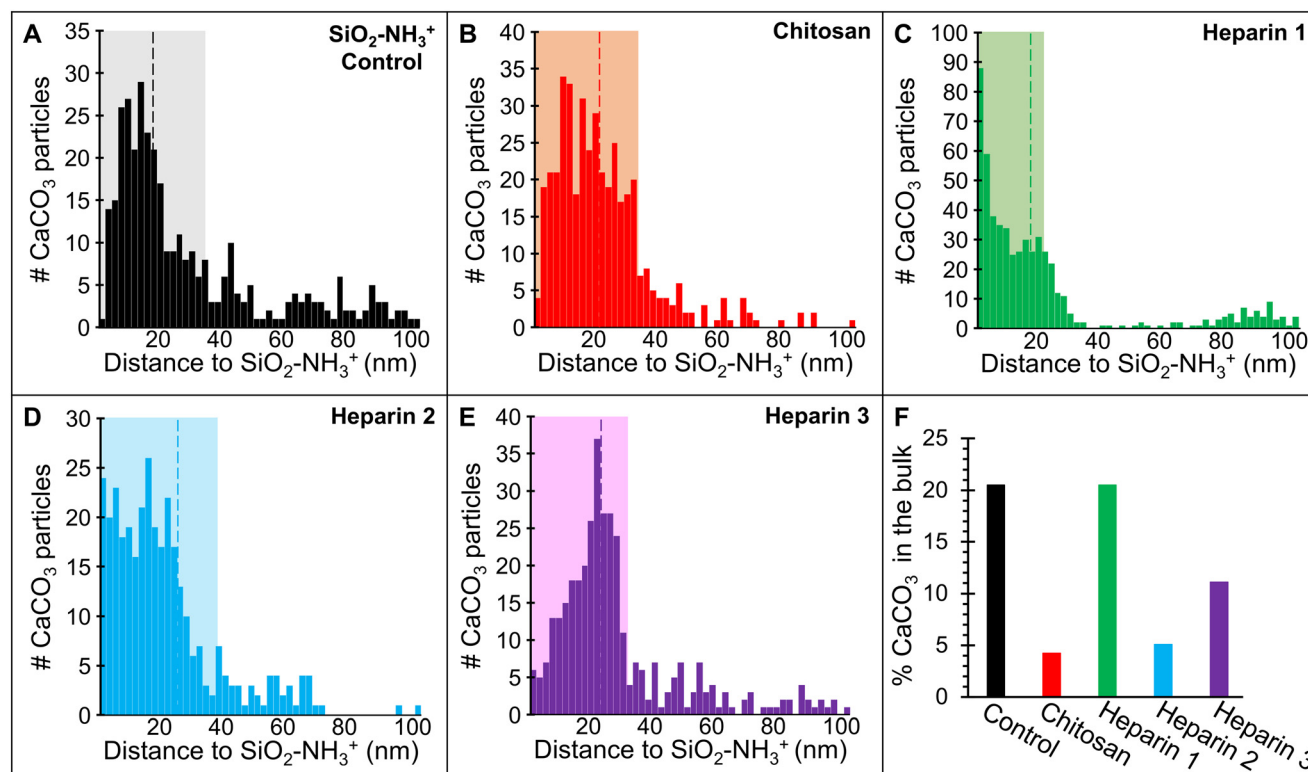 A
SiO₂-NH₃⁺
Control
35
30
25
20
15
10
5
0
# CaCO₃ particles
20 40 60 80 100
Distance to SiO₂-NH₃⁺ (nm)
B
Chitosan
40
35
30
25
20
15
10
5
0
# CaCO₃ particles
20 40 60 80 100
Distance to SiO₂-NH₃⁺ (nm)
C
Heparin 1
100
90
80
70
60
50
40
30
20
10
0
# CaCO₃ particles
20 40 60 80 100
Distance to SiO₂-NH₃⁺ (nm)
D
Heparin 2
30
25
20
15
10
5
0
# CaCO₃ particles
20 40 60 80 100
Distance to SiO₂-NH₃⁺ (nm)
E
Heparin 3
40
35
30
25
20
15
10
5
0
# CaCO₃ particles
20 40 60 80 100
Distance to SiO₂-NH₃⁺ (nm)
F
25
20
15
10
5
0
% CaCO₃ in the bulk
Control
Chitosan
Heparin 1
Heparin 2
Heparin 3